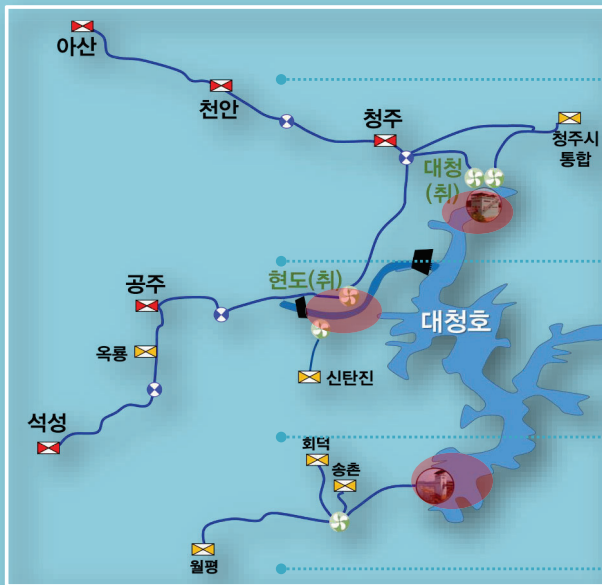 아산
천안
청주
청주시
통합
대청
(취)
현도(취)
공주
대청호
옥룡
신탄진
석성
회덕
송촌
월평